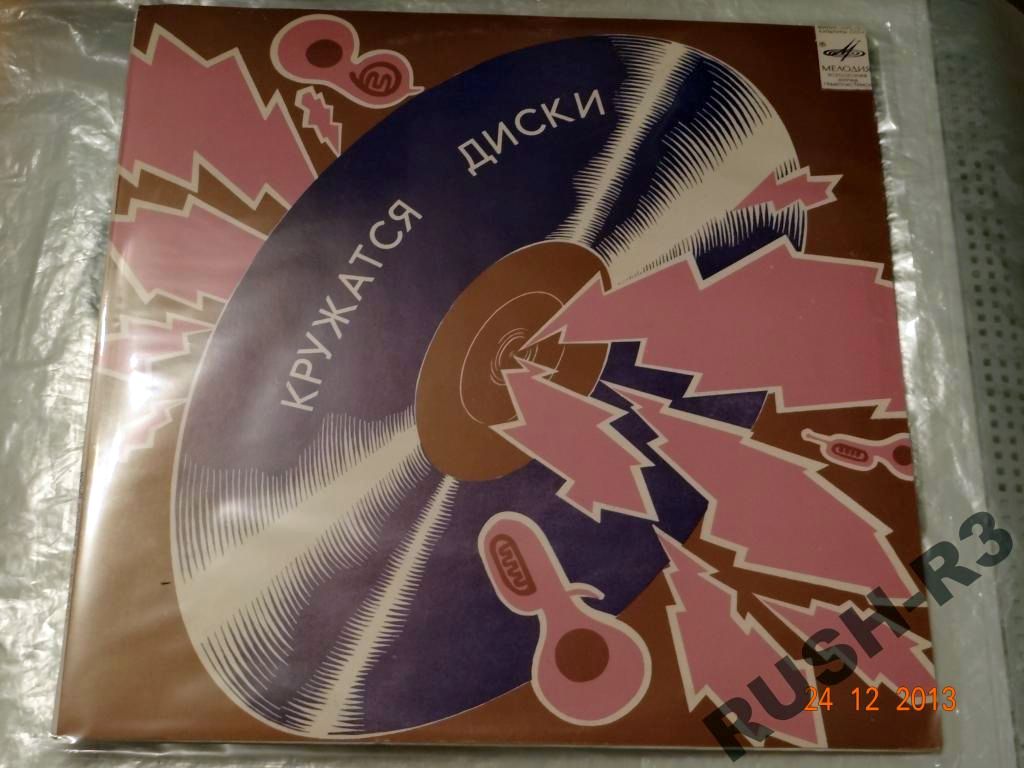 КРУЖАТСЯ ДИСКИ
МЕЛОДИЯ
24 12 2013
RUSH-R3